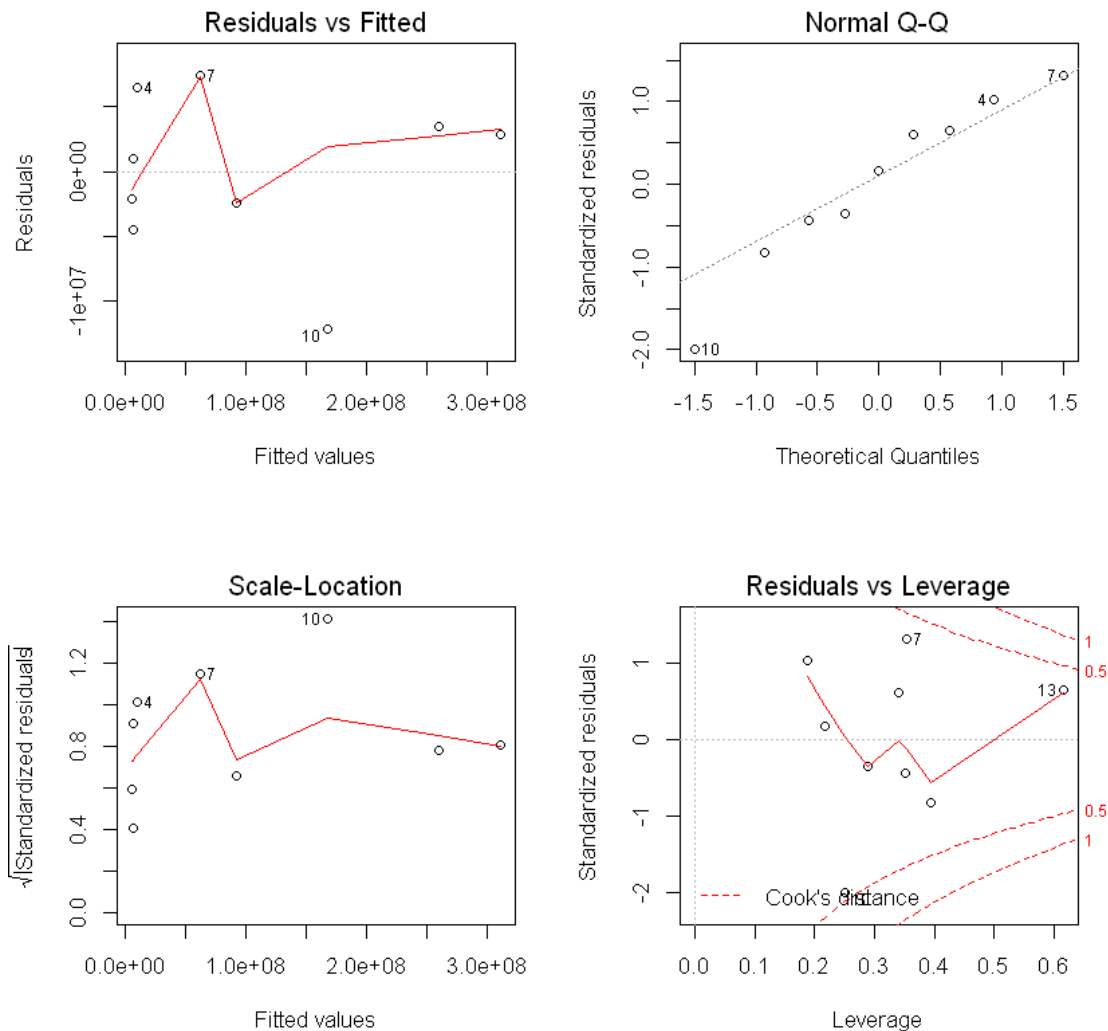 Residuals vs Fitted
Residuals
0e+00
-1e+07
4
7
10
0.0e+00 1.0e+08 2.0e+08 3.0e+08
Fitted values
Normal Q-Q
Standardized residuals
1.0
0.0
-1.0
-2.0
7
4
10
-1.5 -1.0 -0.5 0.0 0.5 1.0 1.5
Theoretical Quantiles
Scale-Location
√|Standardized residuals|
1.2
0.8
0.4
0.0
10
7
4
0.0e+00 1.0e+08 2.0e+08 3.0e+08
Fitted values
Residuals vs Leverage
Standardized residuals
1
0
-1
-2
7
13
1
0.5
0.5
1
Cook's distance
0.0 0.1 0.2 0.3 0.4 0.5 0.6
Leverage